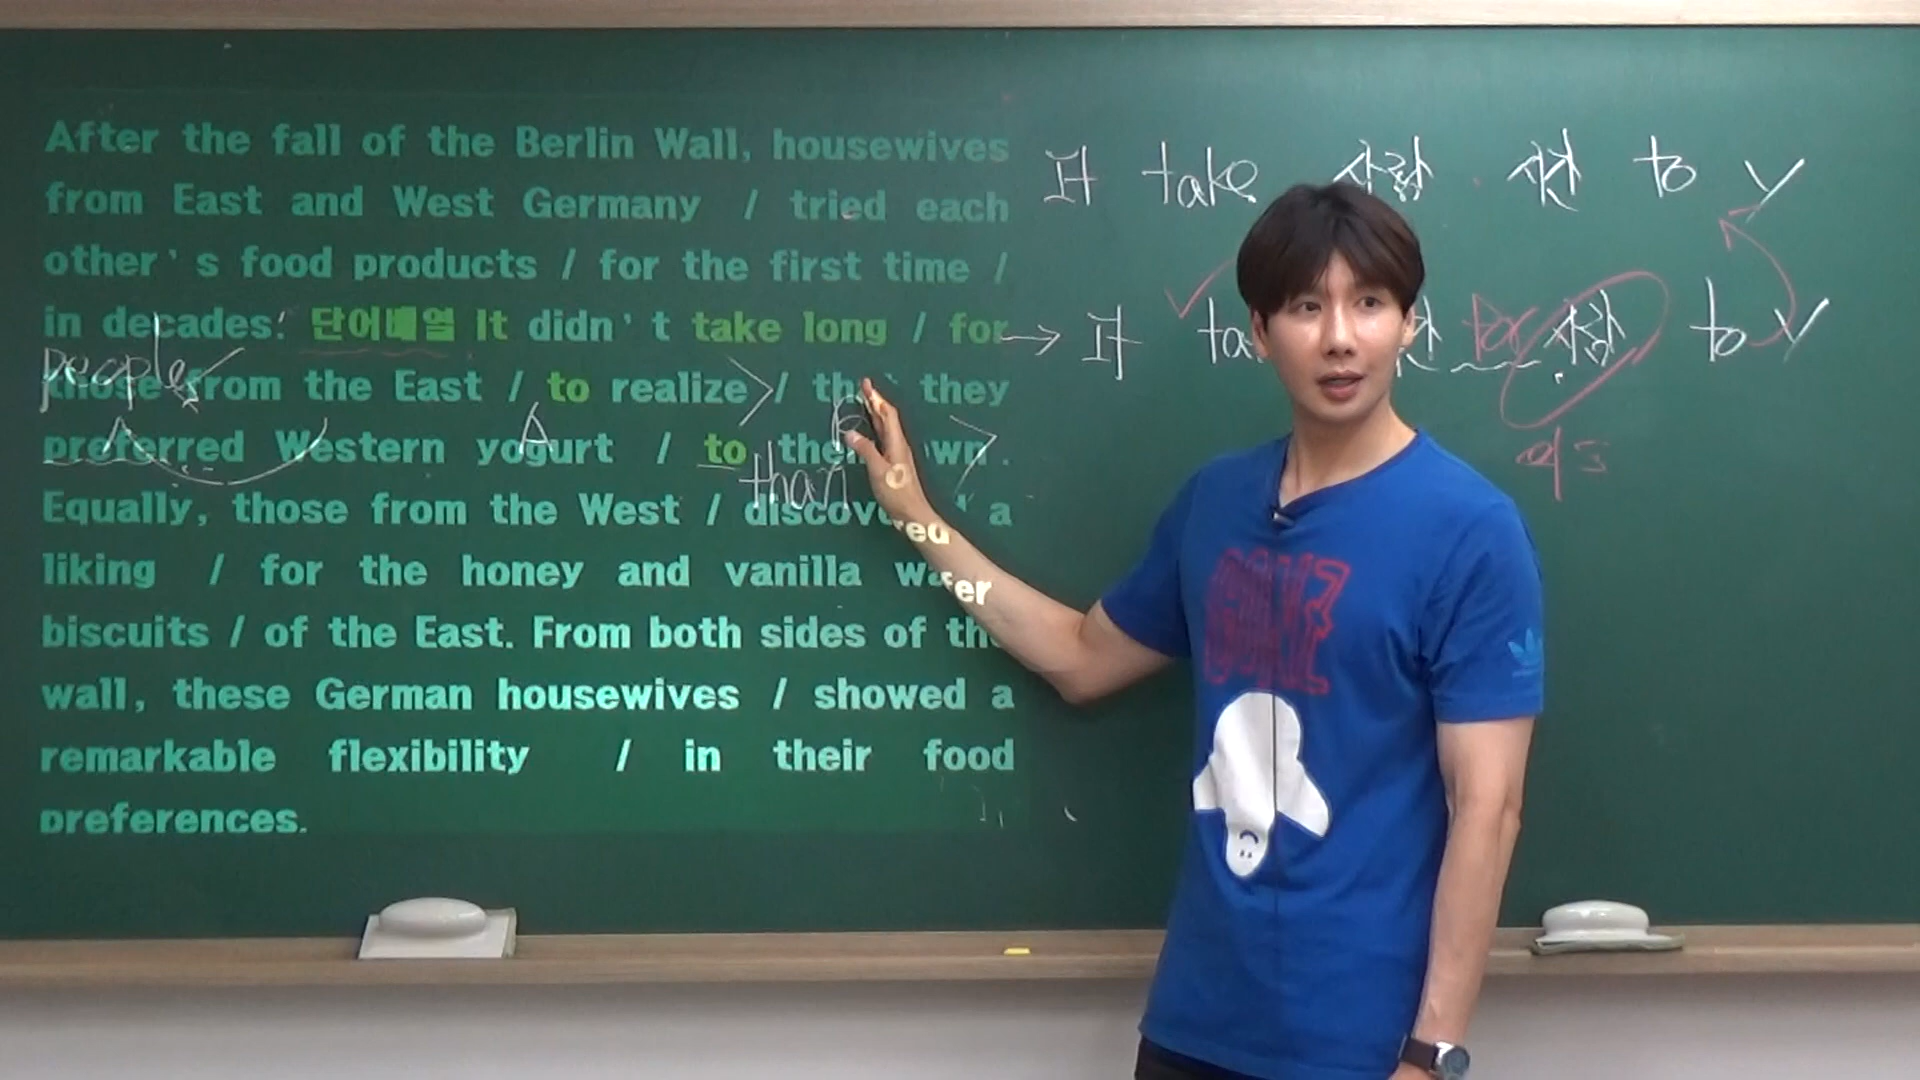 After the fall of the Berlin Wall, housewives
from East and West Germany / tried each
other's food products / for the first time /
in decades: 단어배열 It didn't take long / for
those from the East / to realize / that they
preferred Western yogurt / to their own.
Equally, those from the West / discovered a
liking / for the honey and vanilla wafer
biscuits / of the East. From both sides of the
wall, these German housewives / showed a
remarkable flexibility / in their food
preferences.
people
A
B
than
It take 사람 시간 to V
→ It for 사람 to V